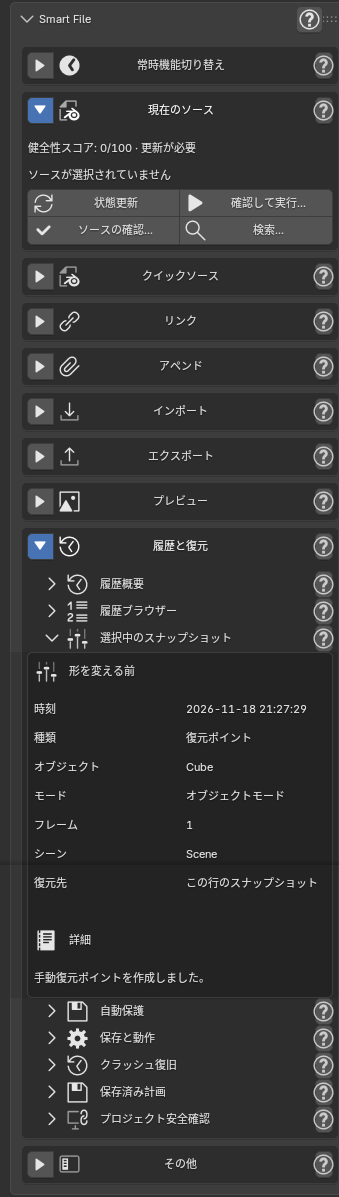 Smart File
常時機能切り替え
現在のソース
健全性スコア: 0/100 · 更新が必要
ソースが選択されていません
状態更新 確認して実行...
ソースの確認... 検索...
クイックソース
リンク
アペンド
インポート
エクスポート
プレビュー
履歴と復元
履歴概要
履歴ブラウザー
選択中のスナップショット
形を変える前
時刻 2026-11-18 21:27:29
種類 復元ポイント
オブジェクト Cube
モード オブジェクトモード
フレーム 1
シーン Scene
復元先 この行のスナップショット
詳細
手動復元ポイントを作成しました。
自動保護
保存と動作
クラッシュ復旧
保存済み計画
プロジェクト安全確認
その他